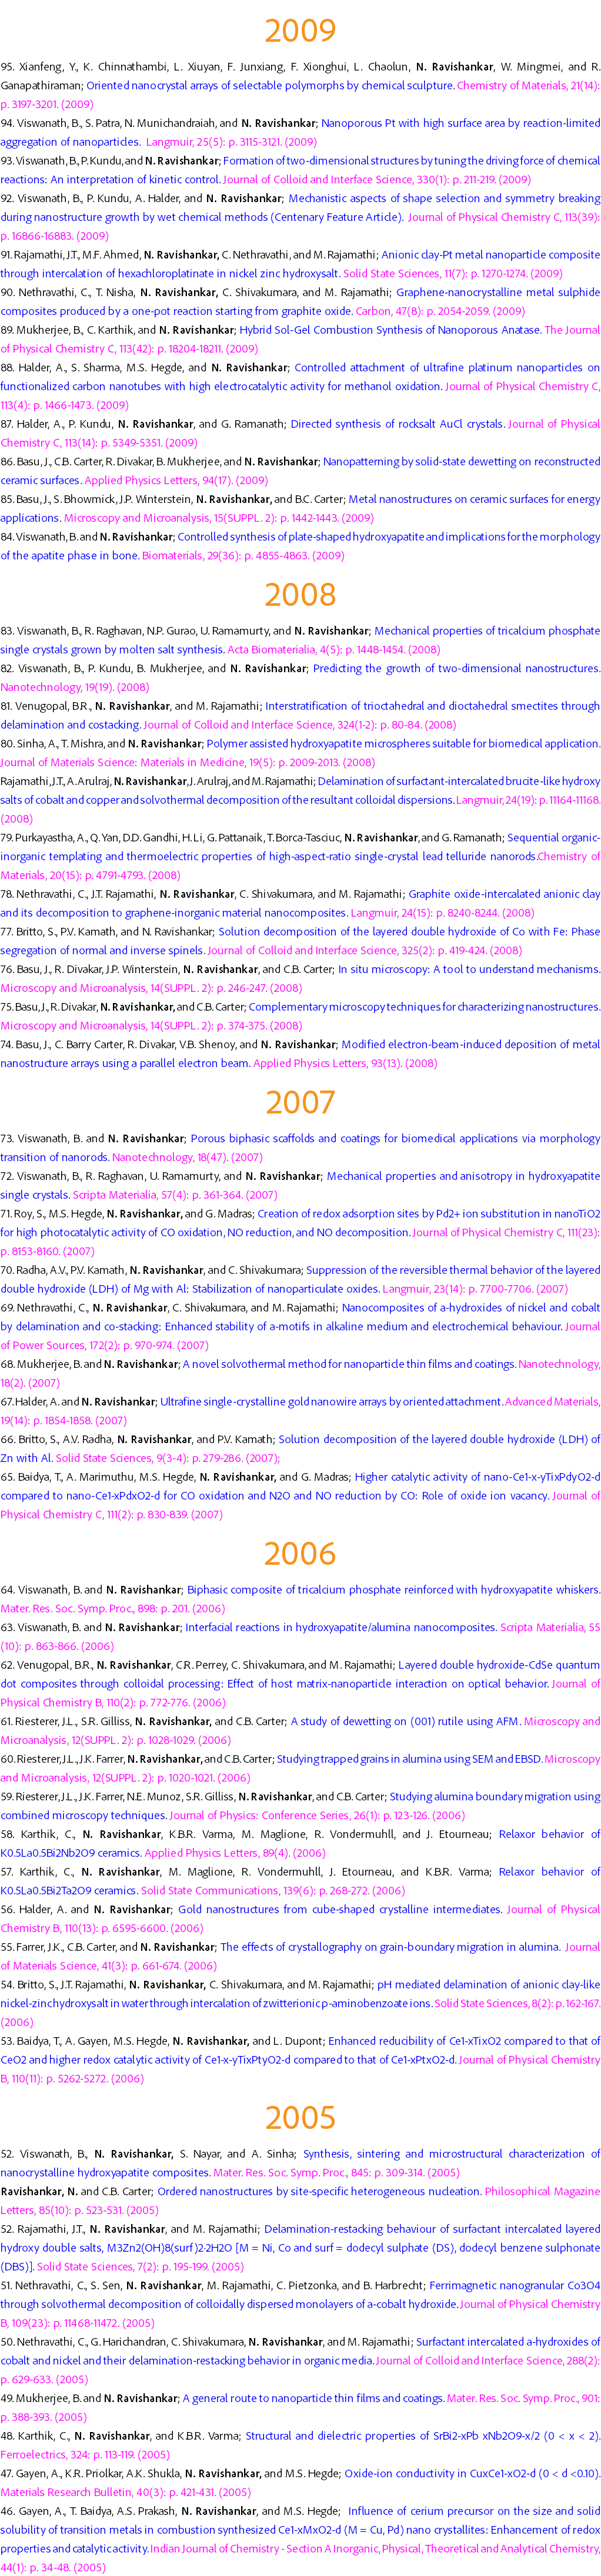 2009
95. Xianfeng, Y., K. Chinnathambi, L. Xiuyan, F. Junxiang, F. Xionghui, L. Chaolun, N. Ravishankar, W. Mingmei, and R.
Ganapathiraman; Oriented nanocrystal arrays of selectable polymorphs by chemical sculpture. Chemistry of Materials, 21(14):
p. 3197-3201. (2009)
94. Viswanath, B., S. Patra, N. Munichandraiah, and N. Ravishankar; Nanoporous Pt with high surface area by reaction-limited
aggregation of nanoparticles. Langmuir, 25(5): p. 3115-3121. (2009)
93. Viswanath, B., P. Kundu, and N. Ravishankar; Formation of two-dimensional structures by tuning the driving force of chemical
reactions: An interpretation of kinetic control. Journal of Colloid and Interface Science, 330(1): p. 211-219. (2009)
92. Viswanath, B., P. Kundu, A. Halder, and N. Ravishankar; Mechanistic aspects of shape selection and symmetry breaking
during nanostructure growth by wet chemical methods (Centenary Feature Article). Journal of Physical Chemistry C, 113(39):
p. 16866-16883. (2009)
91. Rajamathi, J.T., M.F. Ahmed, N. Ravishankar, C. Nethravathi, and M. Rajamathi; Anionic clay-Pt metal nanoparticle composite
through intercalation of hexachloroplatinate in nickel zinc hydroxysalt. Solid State Sciences, 11(7): p. 1270-1274. (2009)
90. Nethravathi, C., T. Nisha, N. Ravishankar, C. Shivakumara, and M. Rajamathi; Graphene-nanocrystalline metal sulphide
composites produced by a one-pot reaction starting from graphite oxide. Carbon, 47(8): p. 2054-2059. (2009)
89. Mukherjee, B., C. Karthik, and N. Ravishankar; Hybrid Sol-Gel Combustion Synthesis of Nanoporous Anatase. The Journal
of Physical Chemistry C, 113(42): p. 18204-18211. (2009)
88. Halder, A., S. Sharma, M.S. Hegde, and N. Ravishankar; Controlled attachment of ultrafine platinum nanoparticles on
functionalized carbon nanotubes with high electrocatalytic activity for methanol oxidation. Journal of Physical Chemistry C,
113(4): p. 1466-1473. (2009)
87. Halder, A., P. Kundu, N. Ravishankar, and G. Ramanath; Directed synthesis of rocksalt AuCl crystals. Journal of Physical
Chemistry C, 113(14): p. 5349-5351. (2009)
86. Basu, J., C.B. Carter, R. Divakar, B. Mukherjee, and N. Ravishankar; Nanopatterning by solid-state dewetting on reconstructed
ceramic surfaces. Applied Physics Letters, 94(17). (2009)
85. Basu, J., S. Bhowmick, J.P. Winterstein, N. Ravishankar, and B.C. Carter; Metal nanostructures on ceramic surfaces for energy
applications. Microscopy and Microanalysis, 15(SUPPL. 2): p. 1442-1443. (2009)
84. Viswanath, B. and N. Ravishankar; Controlled synthesis of plate-shaped hydroxyapatite and implications for the morphology
of the apatite phase in bone. Biomaterials, 29(36): p. 4855-4863. (2009)
2008
83. Viswanath, B., R. Raghavan, N.P. Gurao, U. Ramamurty, and N. Ravishankar; Mechanical properties of tricalcium phosphate
single crystals grown by molten salt synthesis. Acta Biomaterialia, 4(5): p. 1448-1454. (2008)
82. Viswanath, B., P. Kundu, B. Mukherjee, and N. Ravishankar; Predicting the growth of two-dimensional nanostructures.
Nanotechnology, 19(19). (2008)
81. Venugopal, B.R., N. Ravishankar, and M. Rajamathi; Interstratification of trioctahedral and dioctahedral smectites through
delamination and costacking. Journal of Colloid and Interface Science, 324(1-2): p. 80-84. (2008)
80. Sinha, A., T. Mishra, and N. Ravishankar; Polymer assisted hydroxyapatite microspheres suitable for biomedical application.
Journal of Materials Science: Materials in Medicine, 19(5): p. 2009-2013. (2008)
Rajamathi, J.T., A. Arulraj, N. Ravishankar, J. Arulraj, and M. Rajamathi; Delamination of surfactant-intercalated brucite-like hydroxy
salts of cobalt and copper and solvothermal decomposition of the resultant colloidal dispersions. Langmuir, 24(19): p. 11164-11168.
(2008)
79. Purkayastha, A., Q. Yan, D.D. Gandhi, H. Li, G. Pattanaik, T. Borca-Tasciuc, N. Ravishankar, and G. Ramanath; Sequential organic-
inorganic templating and thermoelectric properties of high-aspect-ratio single-crystal lead telluride nanorods.Chemistry of
Materials, 20(15): p. 4791-4793. (2008)
78. Nethravathi, C., J.T. Rajamathi, N. Ravishankar, C. Shivakumara, and M. Rajamathi; Graphite oxide-intercalated anionic clay
and its decomposition to graphene-inorganic material nanocomposites. Langmuir, 24(15): p. 8240-8244. (2008)
77. Britto, S., P.V. Kamath, and N. Ravishankar; Solution decomposition of the layered double hydroxide of Co with Fe: Phase
segregation of normal and inverse spinels. Journal of Colloid and Interface Science, 325(2): p. 419-424. (2008)
76. Basu, J., R. Divakar, J.P. Winterstein, N. Ravishankar, and C.B. Carter; In situ microscopy: A tool to understand mechanisms.
Microscopy and Microanalysis, 14(SUPPL. 2): p. 246-247. (2008)
75. Basu, J., R. Divakar, N. Ravishankar, and C.B. Carter; Complementary microscopy techniques for characterizing nanostructures.
Microscopy and Microanalysis, 14(SUPPL. 2): p. 374-375. (2008)
74. Basu, J., C. Barry Carter, R. Divakar, V.B. Shenoy, and N. Ravishankar; Modified electron-beam-induced deposition of metal
nanostructure arrays using a parallel electron beam. Applied Physics Letters, 93(13). (2008)
2007
73. Viswanath, B. and N. Ravishankar; Porous biphasic scaffolds and coatings for biomedical applications via morphology
transition of nanorods. Nanotechnology, 18(47). (2007)
72. Viswanath, B., R. Raghavan, U. Ramamurty, and N. Ravishankar; Mechanical properties and anisotropy in hydroxyapatite
single crystals. Scripta Materialia, 57(4): p. 361-364. (2007)
71. Roy, S., M.S. Hegde, N. Ravishankar, and G. Madras; Creation of redox adsorption sites by Pd2+ ion substitution in nanoTiO2
for high photocatalytic activity of CO oxidation, NO reduction, and NO decomposition. Journal of Physical Chemistry C, 111(23):
p. 8153-8160. (2007)
70. Radha, A.V., P.V. Kamath, N. Ravishankar, and C. Shivakumara; Suppression of the reversible thermal behavior of the layered
double hydroxide (LDH) of Mg with Al: Stabilization of nanoparticulate oxides. Langmuir, 23(14): p. 7700-7706. (2007)
69. Nethravathi, C., N. Ravishankar, C. Shivakumara, and M. Rajamathi; Nanocomposites of a-hydroxides of nickel and cobalt
by delamination and co-stacking: Enhanced stability of a-motifs in alkaline medium and electrochemical behaviour. Journal
of Power Sources, 172(2): p. 970-974. (2007)
68. Mukherjee, B. and N. Ravishankar; A novel solvothermal method for nanoparticle thin films and coatings. Nanotechnology,
18(2). (2007)
67. Halder, A. and N. Ravishankar; Ultrafine single-crystalline gold nanowire arrays by oriented attachment. Advanced Materials,
19(14): p. 1854-1858. (2007)
66. Britto, S., A.V. Radha, N. Ravishankar, and P.V. Kamath; Solution decomposition of the layered double hydroxide (LDH) of
Zn with Al. Solid State Sciences, 9(3-4): p. 279-286. (2007);
65. Baidya, T., A. Marimuthu, M.S. Hegde, N. Ravishankar, and G. Madras; Higher catalytic activity of nano-Ce1-x-yTixPdyO2-d
compared to nano-Ce1-xPdxO2-d for CO oxidation and N2O and NO reduction by CO: Role of oxide ion vacancy. Journal of
Physical Chemistry C, 111(2): p. 830-839. (2007)
2006
64. Viswanath, B. and N. Ravishankar; Biphasic composite of tricalcium phosphate reinforced with hydroxyapatite whiskers.
Mater. Res. Soc. Symp. Proc., 898: p. 201. (2006)
63. Viswanath, B. and N. Ravishankar; Interfacial reactions in hydroxyapatite/alumina nanocomposites. Scripta Materialia, 55
(10): p. 863-866. (2006)
62. Venugopal, B.R., N. Ravishankar, C.R. Perrey, C. Shivakumara, and M. Rajamathi; Layered double hydroxide-CdSe quantum
dot composites through colloidal processing: Effect of host matrix-nanoparticle interaction on optical behavior. Journal of
Physical Chemistry B, 110(2): p. 772-776. (2006)
61. Riesterer, J.L., S.R. Gilliss, N. Ravishankar, and C.B. Carter; A study of dewetting on (001) rutile using AFM. Microscopy and
Microanalysis, 12(SUPPL. 2): p. 1028-1029. (2006)
60. Riesterer, J.L., J.K. Farrer, N. Ravishankar, and C.B. Carter; Studying trapped grains in alumina using SEM and EBSD. Microscopy
and Microanalysis, 12(SUPPL. 2): p. 1020-1021. (2006)
59. Riesterer, J.L., J.K. Farrer, N.E. Munoz, S.R. Gilliss, N. Ravishankar, and C.B. Carter; Studying alumina boundary migration using
combined microscopy techniques. Journal of Physics: Conference Series, 26(1): p. 123-126. (2006)
58. Karthik, C., N. Ravishankar, K.B.R. Varma, M. Maglione, R. Vondermuhll, and J. Etourneau; Relaxor behavior of
K0.5La0.5Bi2Nb2O9 ceramics. Applied Physics Letters, 89(4). (2006)
57. Karthik, C., N. Ravishankar, M. Maglione, R. Vondermuhll, J. Etourneau, and K.B.R. Varma; Relaxor behavior of
K0.5La0.5Bi2Ta2O9 ceramics. Solid State Communications, 139(6): p. 268-272. (2006)
56. Halder, A. and N. Ravishankar; Gold nanostructures from cube-shaped crystalline intermediates. Journal of Physical
Chemistry B, 110(13): p. 6595-6600. (2006)
55. Farrer, J.K., C.B. Carter, and N. Ravishankar; The effects of crystallography on grain-boundary migration in alumina. Journal
of Materials Science, 41(3): p. 661-674. (2006)
54. Britto, S., J.T. Rajamathi, N. Ravishankar, C. Shivakumara, and M. Rajamathi; pH mediated delamination of anionic clay-like
nickel-zinc hydroxysalt in water through intercalation of zwitterionic p-aminobenzoate ions. Solid State Sciences, 8(2): p. 162-167.
(2006)
53. Baidya, T., A. Gayen, M.S. Hegde, N. Ravishankar, and L. Dupont; Enhanced reducibility of Ce1-xTixO2 compared to that of
CeO2 and higher redox catalytic activity of Ce1-x-yTixPtyO2-d compared to that of Ce1-xPtxO2-d. Journal of Physical Chemistry
B, 110(11): p. 5262-5272. (2006)
2005
52. Viswanath, B., N. Ravishankar, S. Nayar, and A. Sinha; Synthesis, sintering and microstructural characterization of
nanocrystalline hydroxyapatite composites. Mater. Res. Soc. Symp. Proc., 845: p. 309-314. (2005)
Ravishankar, N. and C.B. Carter; Ordered nanostructures by site-specific heterogeneous nucleation. Philosophical Magazine
Letters, 85(10): p. 523-531. (2005)
52. Rajamathi, J.T., N. Ravishankar, and M. Rajamathi; Delamination-restacking behaviour of surfactant intercalated layered
hydroxy double salts, M3Zn2(OH)8(surf)2·2H2O [M = Ni, Co and surf = dodecyl sulphate (DS), dodecyl benzene sulphonate
(DBS)]. Solid State Sciences, 7(2): p. 195-199. (2005)
51. Nethravathi, C., S. Sen, N. Ravishankar, M. Rajamathi, C. Pietzonka, and B. Harbrecht; Ferrimagnetic nanogranular Co3O4
through solvothermal decomposition of colloidally dispersed monolayers of a-cobalt hydroxide. Journal of Physical Chemistry
B, 109(23): p. 11468-11472. (2005)
50. Nethravathi, C., G. Harichandran, C. Shivakumara, N. Ravishankar, and M. Rajamathi; Surfactant intercalated a-hydroxides of
cobalt and nickel and their delamination-restacking behavior in organic media. Journal of Colloid and Interface Science, 288(2):
p. 629-633. (2005)
49. Mukherjee, B. and N. Ravishankar; A general route to nanoparticle thin films and coatings. Mater. Res. Soc. Symp. Proc., 901:
p. 388-393. (2005)
48. Karthik, C., N. Ravishankar, and K.B.R. Varma; Structural and dielectric properties of SrBi2-xPb xNb2O9-x/2 (0 < x < 2).
Ferroelectrics, 324: p. 113-119. (2005)
47. Gayen, A., K.R. Priolkar, A.K. Shukla, N. Ravishankar, and M.S. Hegde; Oxide-ion conductivity in CuxCe1-xO2-d (0 < d <0.10).
Materials Research Bulletin, 40(3): p. 421-431. (2005)
46. Gayen, A., T. Baidya, A.S. Prakash, N. Ravishankar, and M.S. Hegde; Influence of cerium precursor on the size and solid
solubility of transition metals in combustion synthesized Ce1-xMxO2-d (M = Cu, Pd) nano crystallites: Enhancement of redox
properties and catalytic activity. Indian Journal of Chemistry - Section A Inorganic, Physical, Theoretical and Analytical Chemistry,
44(1): p. 34-48. (2005)